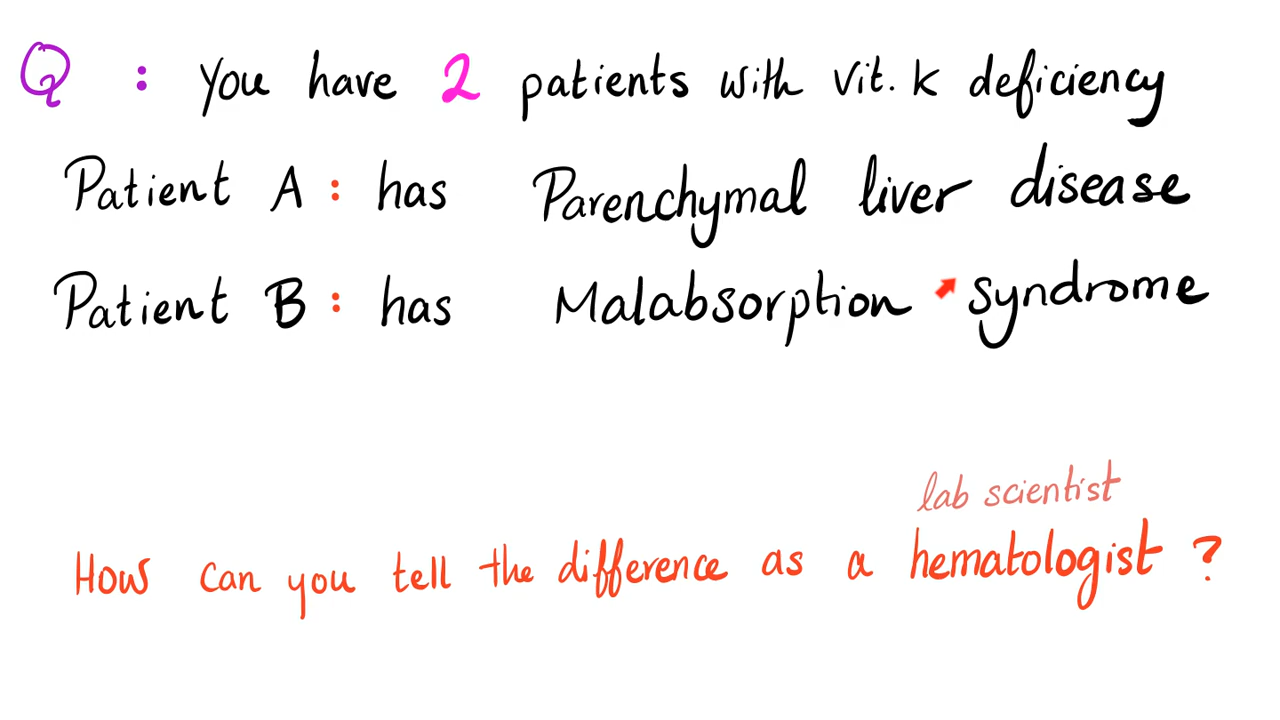 Q : You have 2 patients with vit. K deficiency
Patient A : has Parenchymal liver disease
Patient B : has Malabsorption syndrome
lab scientist
How can you tell the difference as a hematologist ?